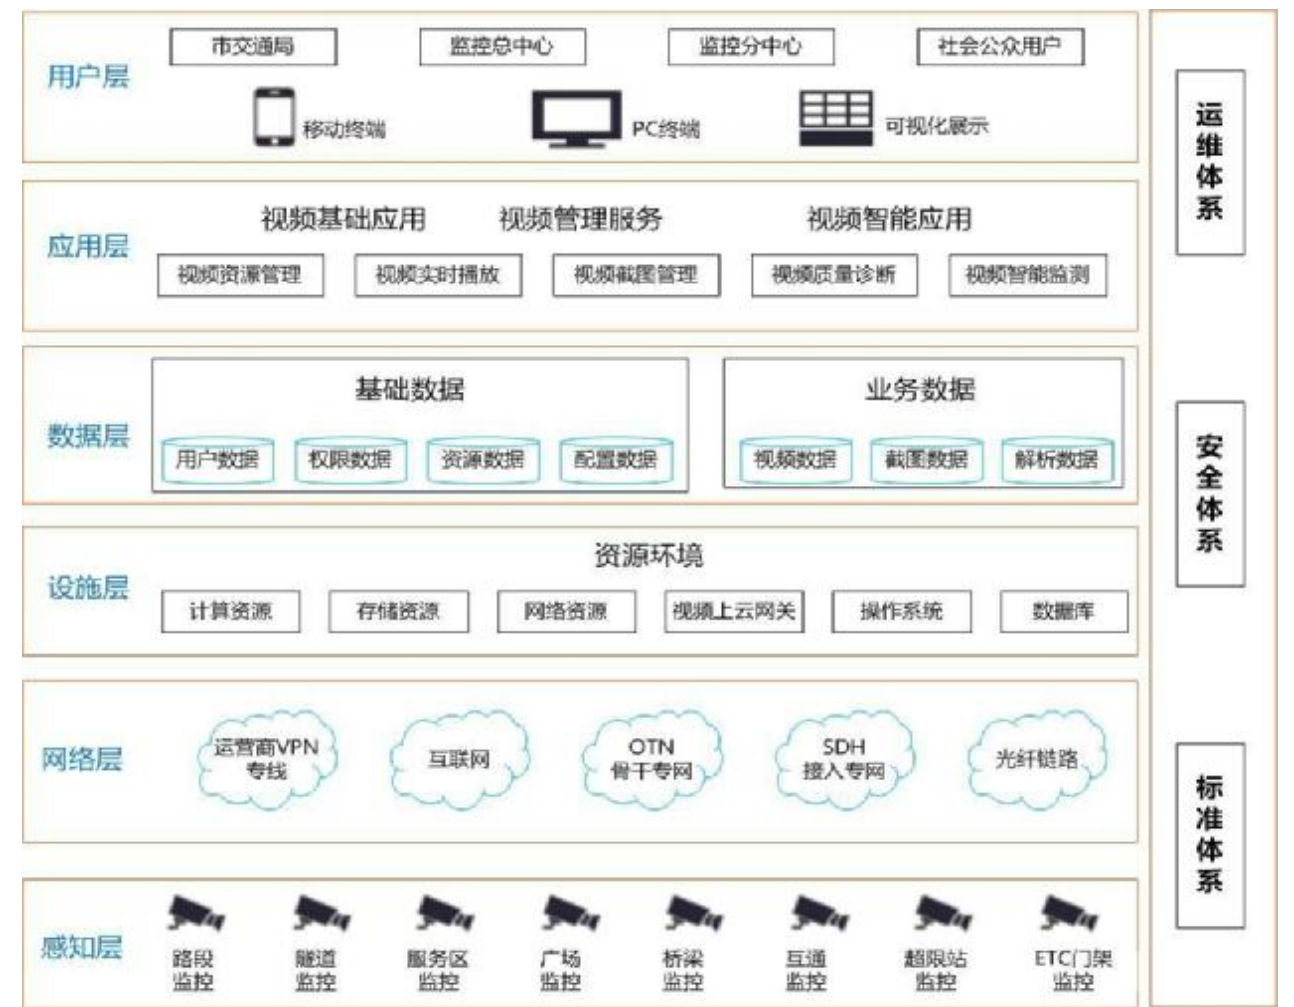 用户层
市交通局
监控总中心
监控分中心
社会公众用户
移动终端
PC终端
可视化展示
应用层
视频基础应用
视频管理服务
视频智能应用
视频资源管理
视频实时播放
视频截图管理
视频质量诊断
视频智能监测
数据层
基础数据
用户数据
权限数据
资源数据
配置数据
业务数据
视频数据
截图数据
解析数据
设施层
资源环境
计算资源
存储资源
网络资源
视频上云网关
操作系统
数据库
网络层
运营商VPN
专线
互联网
OTN
骨干专网
SDH
接入专网
光纤链路
感知层
路段
监控
隧道
监控
服务区
监控
广场
监控
桥梁
监控
互通
监控
超限站
监控
ETC门架
监控
运维体系
安全体系
标准体系